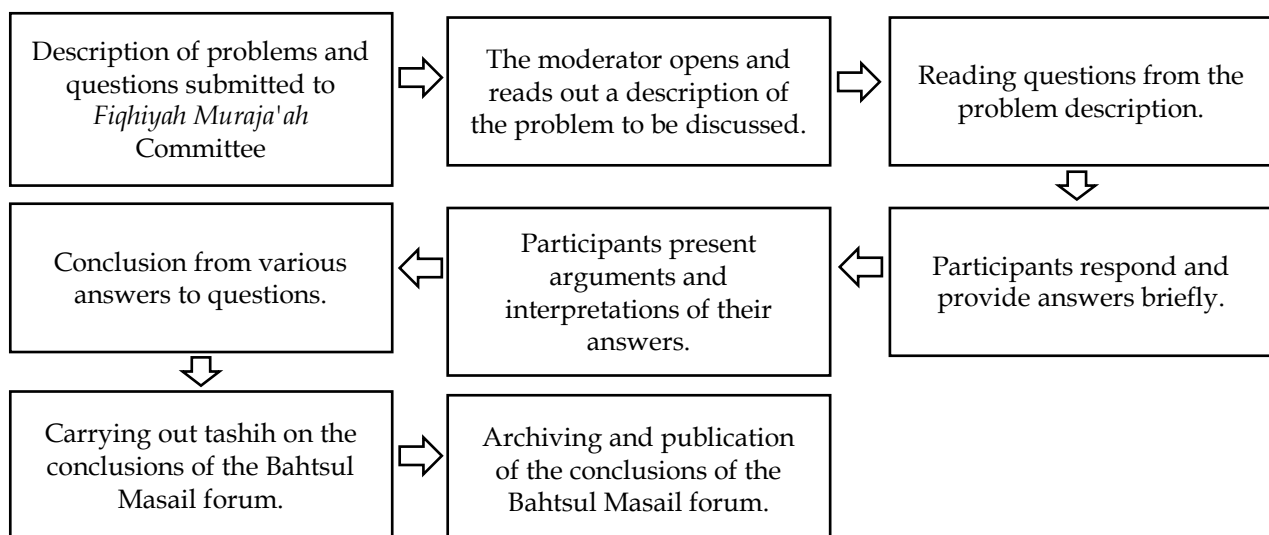 Description of problems and
questions submitted to
Fiqhiyah Muraja'ah
Committee
The moderator opens and
reads out a description of
the problem to be discussed.
Reading questions from the
problem description.
Participants respond and
provide answers briefly.
Participants present
arguments and
interpretations of their
answers.
Conclusion from various
answers to questions.
Carrying out tashih on the
conclusions of the Bahtsul
Masail forum.
Archiving and publication
of the conclusions of the
Bahtsul Masail forum.